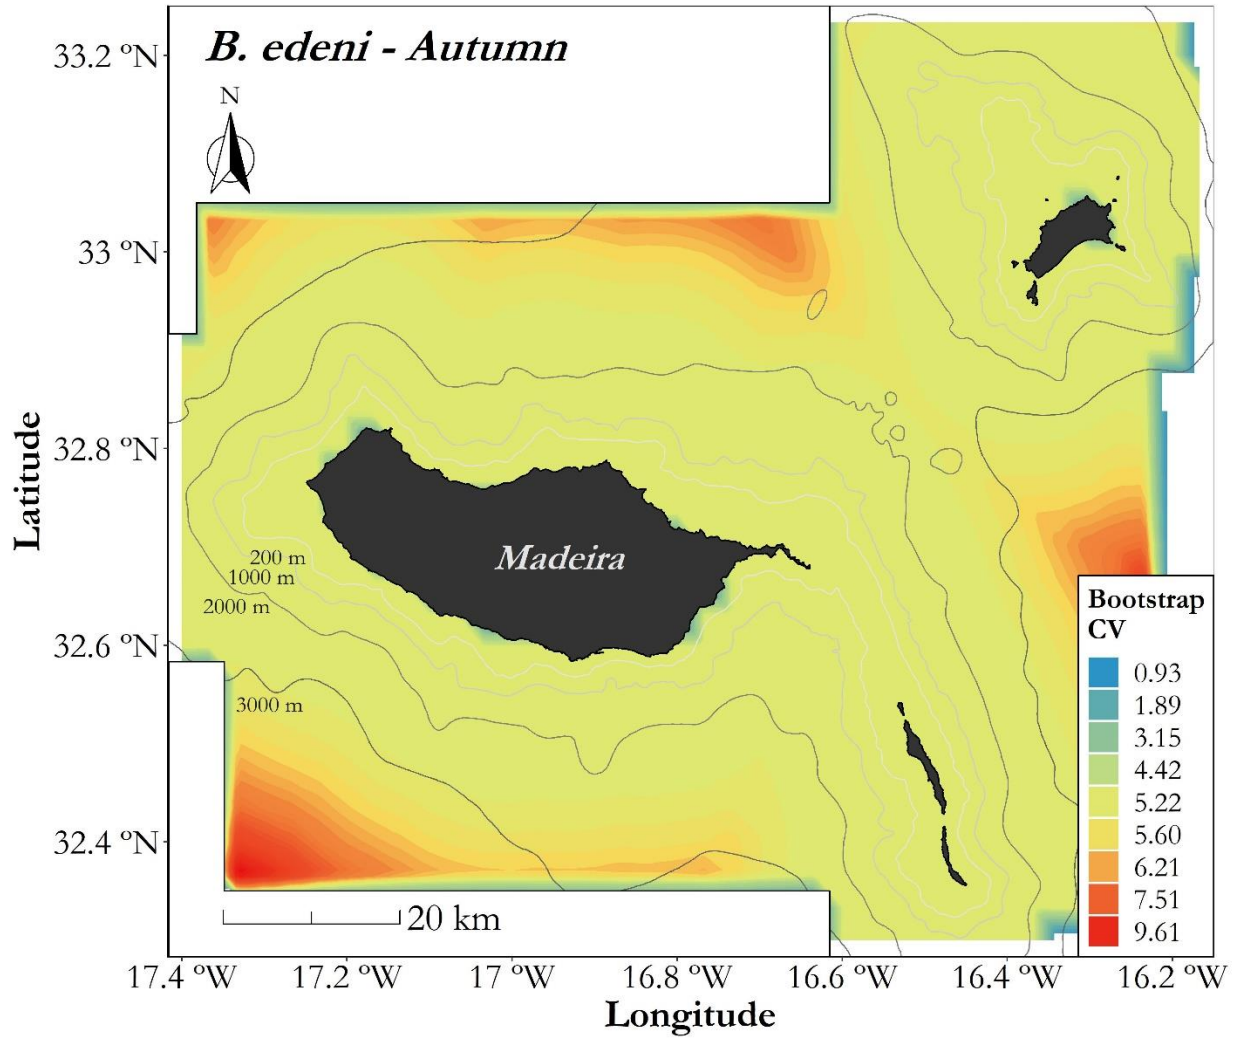 B. edeni - Autumn
N
33.2 ºN
33 ºN
32.8 ºN
32.6 ºN
32.4 ºN
Latitude
Madeira
200 m
1000 m
2000 m
3000 m
20 km
Bootstrap
CV
0.93
1.89
3.15
4.42
5.22
5.60
6.21
7.51
9.61
17.4 ºW 17.2 ºW 17 ºW 16.8 ºW 16.6 ºW 16.4 ºW 16.2 ºW
Longitude